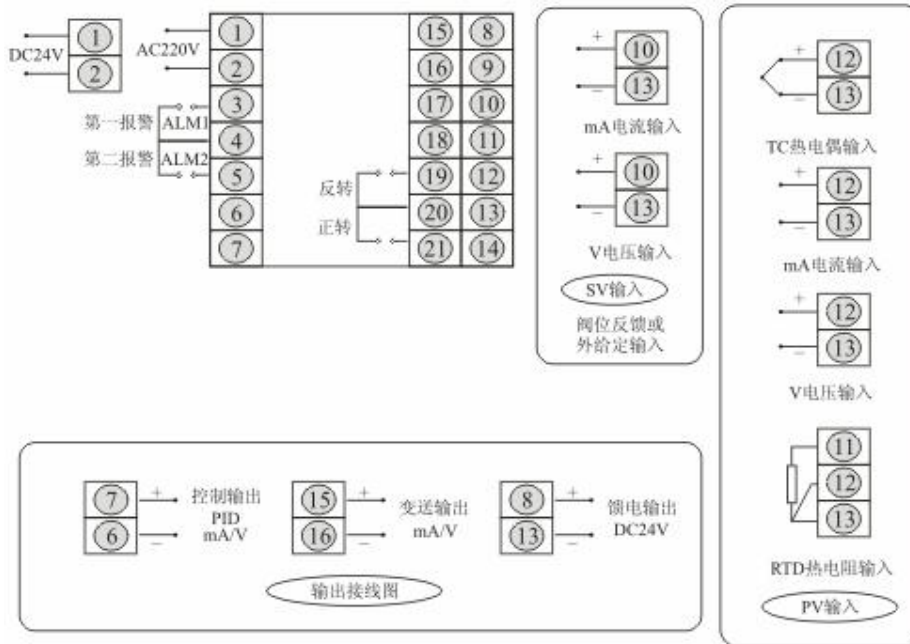 DC24V
①
②
AC220V
①
②
③
④
⑤
⑥
⑦
第一报警 ALM1
第二报警 ALM2
反转
正转
⑮ ⑧
⑯ ⑨
⑰ ⑩
⑱ ⑪
⑲ ⑫
⑳ ⑬
㉑ ⑭
+ ⑩
− ⑬
mA电流输入
+ ⑩
− ⑬
V电压输入
SV输入
阀位反馈或
外给定输入
+ ⑫
− ⑬
TC热电偶输入
+ ⑫
− ⑬
mA电流输入
+ ⑫
− ⑬
V电压输入
⑪
⑫
⑬
RTD热电阻输入
PV输入
⑦ +
⑥ −
控制输出
PID
mA/V
⑮ +
⑯ −
变送输出
mA/V
⑧ +
⑬ −
馈电输出
DC24V
输出接线图